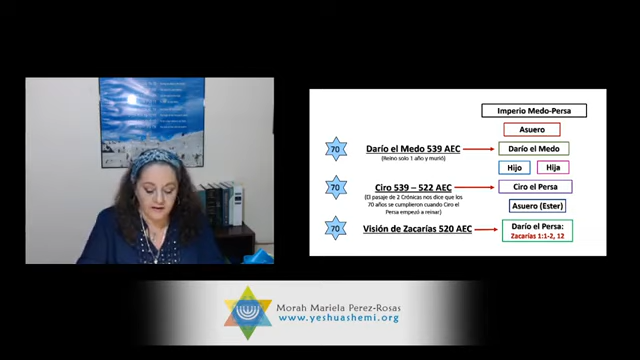 Imperio Medo-Persa
Asuero
70
Darío el Medo 539 AEC
(Reino solo 1 año y murió)
Darío el Medo
Hijo
Hija
70
Ciro 539 – 522 AEC
(El pasaje de 2 Crónicas nos dice que los
70 años se cumplieron cuando Ciro el
Persa empezó a reinar)
Ciro el Persa
Asuero (Ester)
70
Visión de Zacarías 520 AEC
Darío el Persa:
Zacarías 1:1-2, 12
Morah Mariela Perez-Rosas
www.yeshuashemi.org